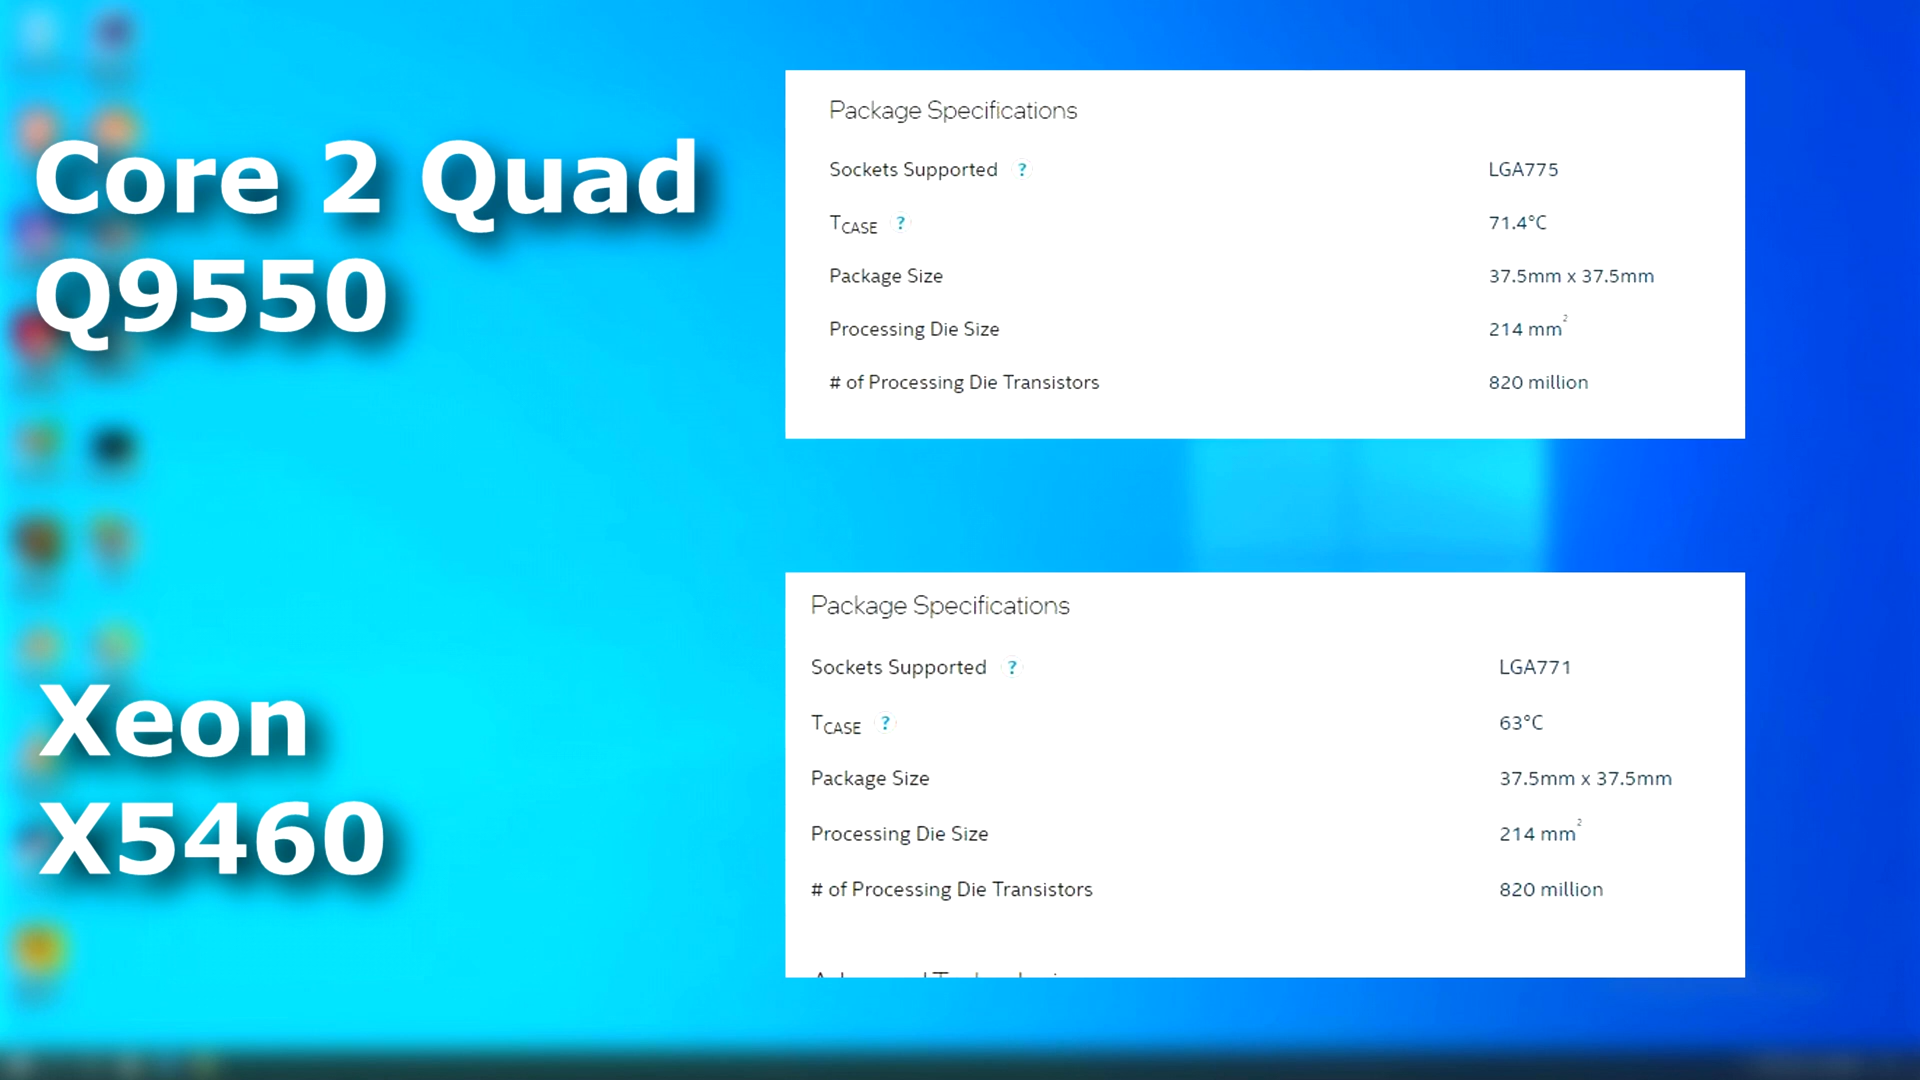 Core 2 Quad
Q9550
Package Specifications
Sockets Supported ? LGA775
TCASE ? 71.4°C
Package Size 37.5mm x 37.5mm
Processing Die Size 214 mm²
# of Processing Die Transistors 820 million
Xeon
X5460
Package Specifications
Sockets Supported ? LGA771
TCASE ? 63°C
Package Size 37.5mm x 37.5mm
Processing Die Size 214 mm²
# of Processing Die Transistors 820 million